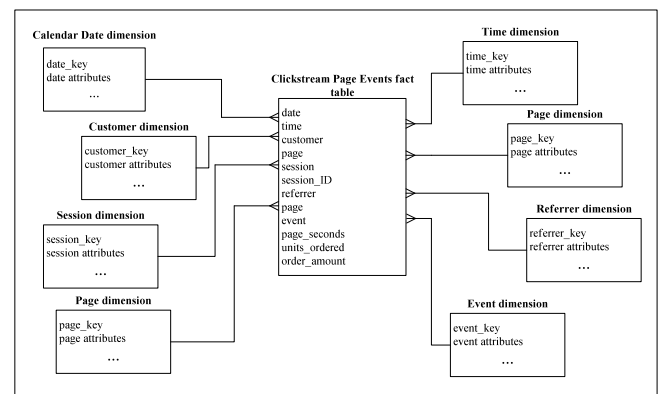 Calendar Date dimension
date_key
date attributes
...
Customer dimension
customer_key
customer attributes
...
Session dimension
session_key
session attributes
...
Page dimension
page_key
page attributes
...
Clickstream Page Events fact
table
date
time
customer
page
session
session_ID
referrer
page
event
page_seconds
units_ordered
order_amount
Time dimension
time_key
time attributes
...
Page dimension
page_key
page attributes
...
Referrer dimension
referrer_key
referrer attributes
...
Event dimension
event_key
event attributes
...